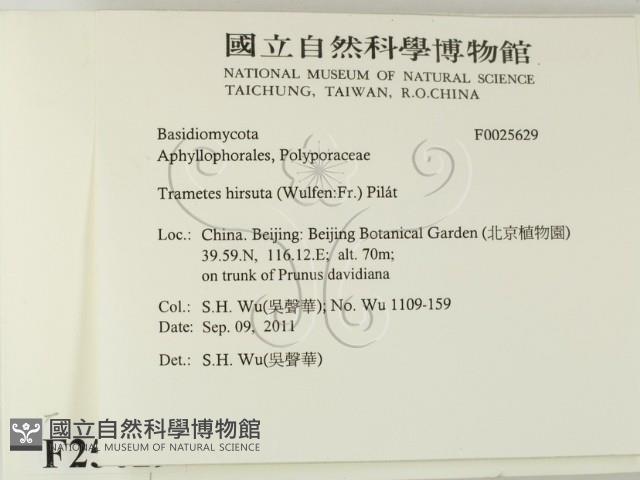 國立自然科學博物館
NATIONAL MUSEUM OF NATURAL SCIENCE
TAICHUNG, TAIWAN, R.O.CHINA
Basidiomycota F0025629
Aphyllophorales, Polyporaceae
Trametes hirsuta (Wulfen:Fr.) Pilát
Loc.: China. Beijing: Beijing Botanical Garden (北京植物園)
39.59.N, 116.12.E; alt. 70m;
on trunk of Prunus davidiana
Col.: S.H. Wu(吳聲華); No. Wu 1109-159
Date: Sep. 09, 2011
Det.: S.H. Wu(吳聲華)
國立自然科學博物館
NATIONAL MUSEUM OF NATURAL SCIENCE